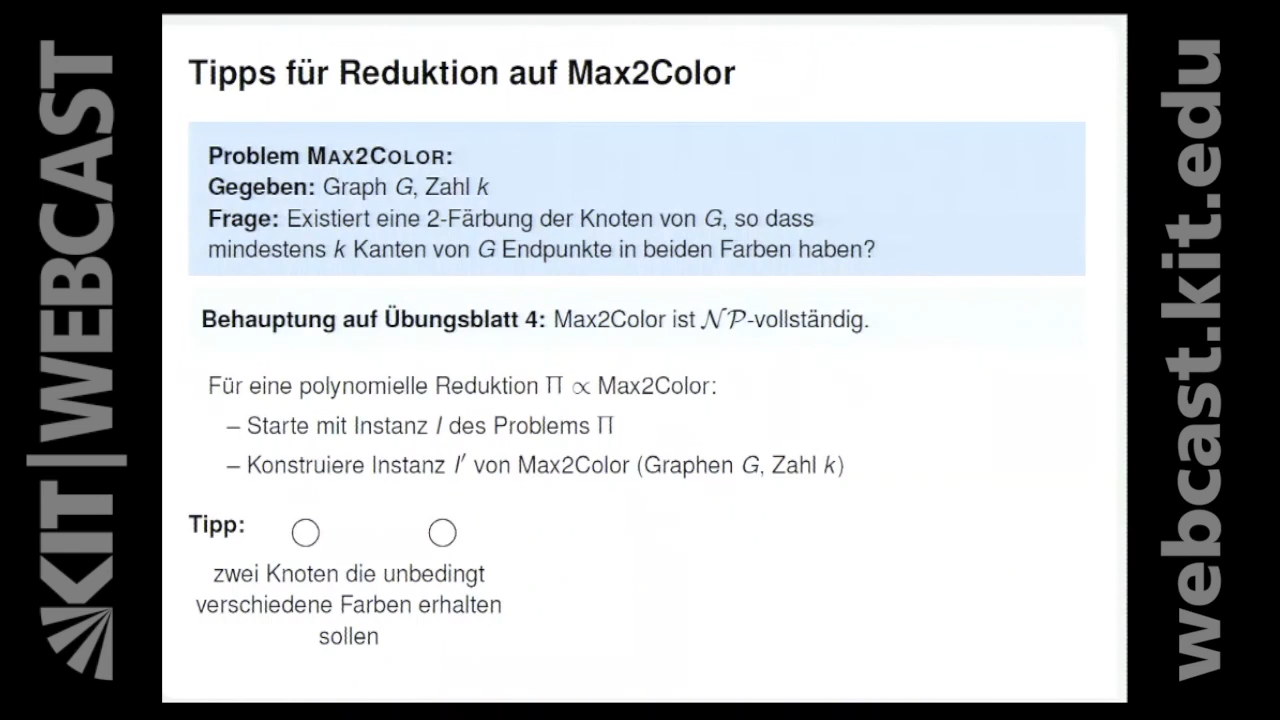 KIT | WEBCAST
Tipps für Reduktion auf Max2Color
Problem MAX2COLOR:
Gegeben: Graph G, Zahl k
Frage: Existiert eine 2-Färbung der Knoten von G, so dass
mindestens k Kanten von G Endpunkte in beiden Farben haben?
Behauptung auf Übungsblatt 4: Max2Color ist 𝒩𝒫-vollständig.
Für eine polynomielle Reduktion Π ∝ Max2Color:
– Starte mit Instanz I des Problems Π
– Konstruiere Instanz I′ von Max2Color (Graphen G, Zahl k)
Tipp:
zwei Knoten die unbedingt
verschiedene Farben erhalten
sollen
webcast.kit.edu